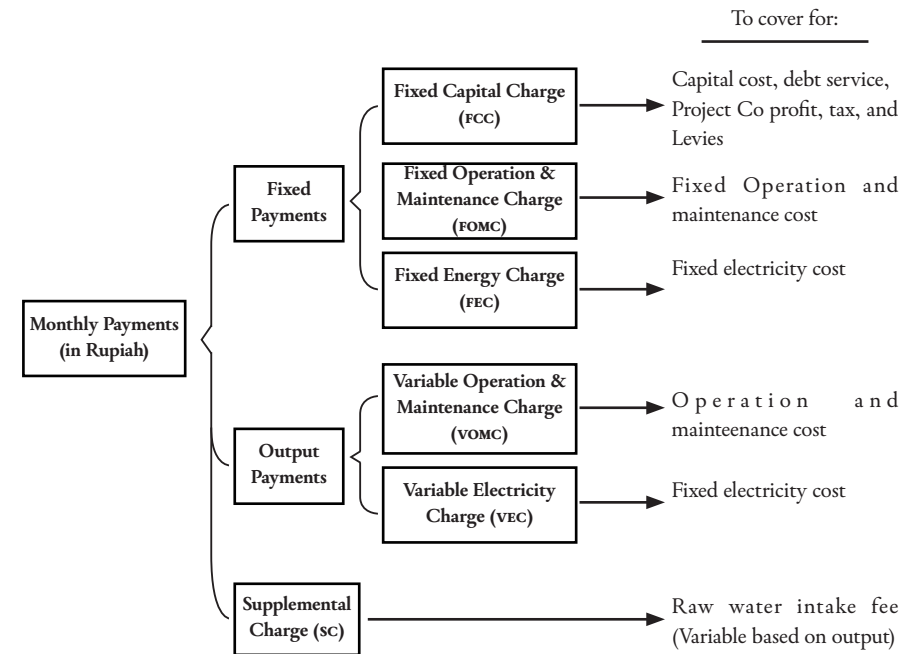 To cover for:
Fixed Capital Charge
(FCC)
Capital cost, debt service,
Project Co profit, tax, and
Levies
Fixed
Payments
Fixed Operation &
Maintenance Charge
(FOMC)
Fixed Operation and
maintenance cost
Fixed Energy Charge
(FEC)
Fixed electricity cost
Monthly Payments
(in Rupiah)
Output
Payments
Variable Operation &
Maintenance Charge
(VOMC)
Operation and
mainteenance cost
Variable Electricity
Charge (VEC)
Fixed electricity cost
Supplemental
Charge (SC)
Raw water intake fee
(Variable based on output)